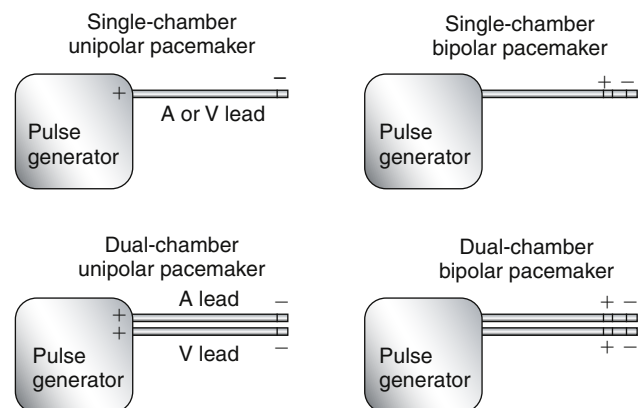 Single-chamber
unipolar pacemaker
−
+
A or V lead
Pulse
generator
Single-chamber
bipolar pacemaker
+ −
Pulse
generator
Dual-chamber
unipolar pacemaker
A lead −
+
+
V lead −
Pulse
generator
Dual-chamber
bipolar pacemaker
+ −
+ −
Pulse
generator